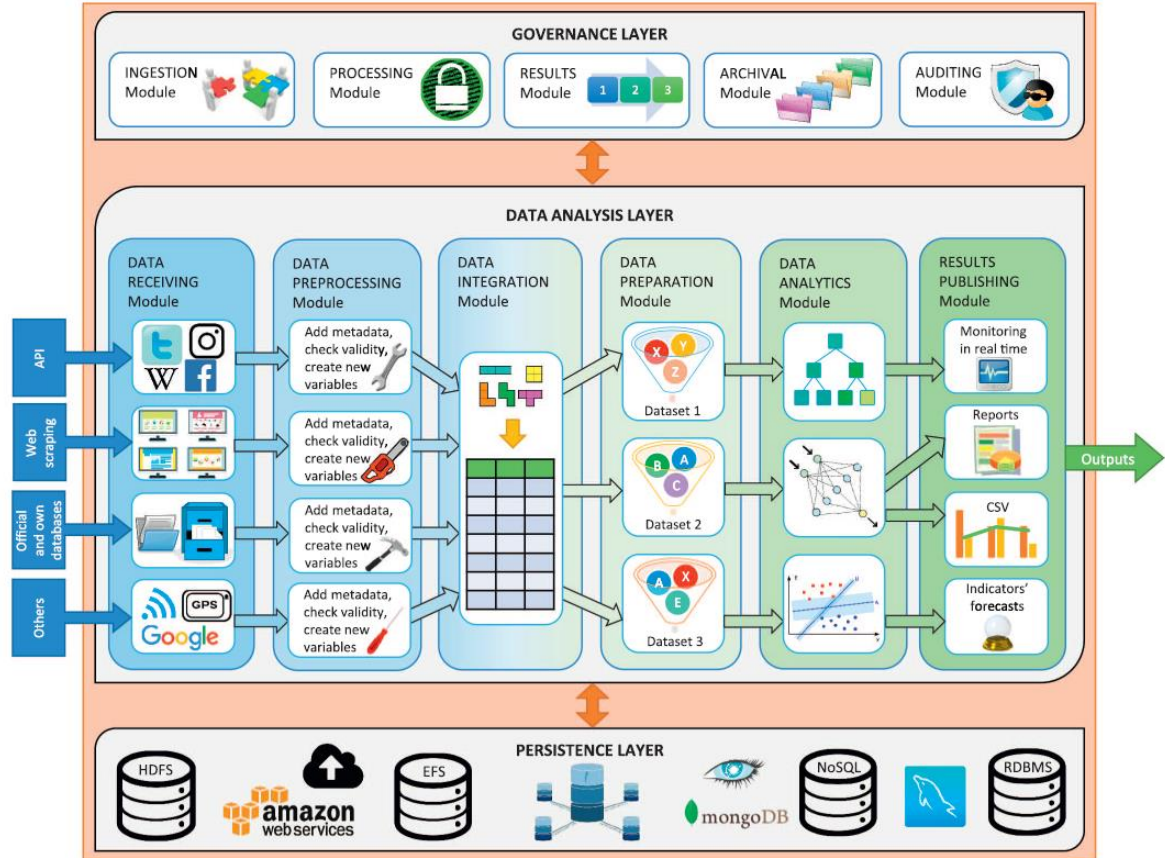 GOVERNANCE LAYER
INGESTION
Module
PROCESSING
Module
RESULTS
Module
1 2 3
ARCHIVAL
Module
AUDITING
Module
DATA ANALYSIS LAYER
DATA
RECEIVING
Module
DATA
PREPROCESSING
Module
DATA
INTEGRATION
Module
DATA
PREPARATION
Module
DATA
ANALYTICS
Module
RESULTS
PUBLISHING
Module
API
Web
scraping
Official
and own
databases
Others
W
f
GPS
Google
Add metadata,
check validity,
create new
variables
Add metadata,
check validity,
create new
variables
Add metadata,
check validity,
create new
variables
Add metadata,
check validity,
create new
variables
X Y
Z
Dataset 1
B A
C
Dataset 2
A X
E
Dataset 3
Monitoring
in real time
Reports
CSV
Indicators'
forecasts
Outputs
PERSISTENCE LAYER
HDFS
amazon
web services
EFS
mongoDB
NoSQL
RDBMS